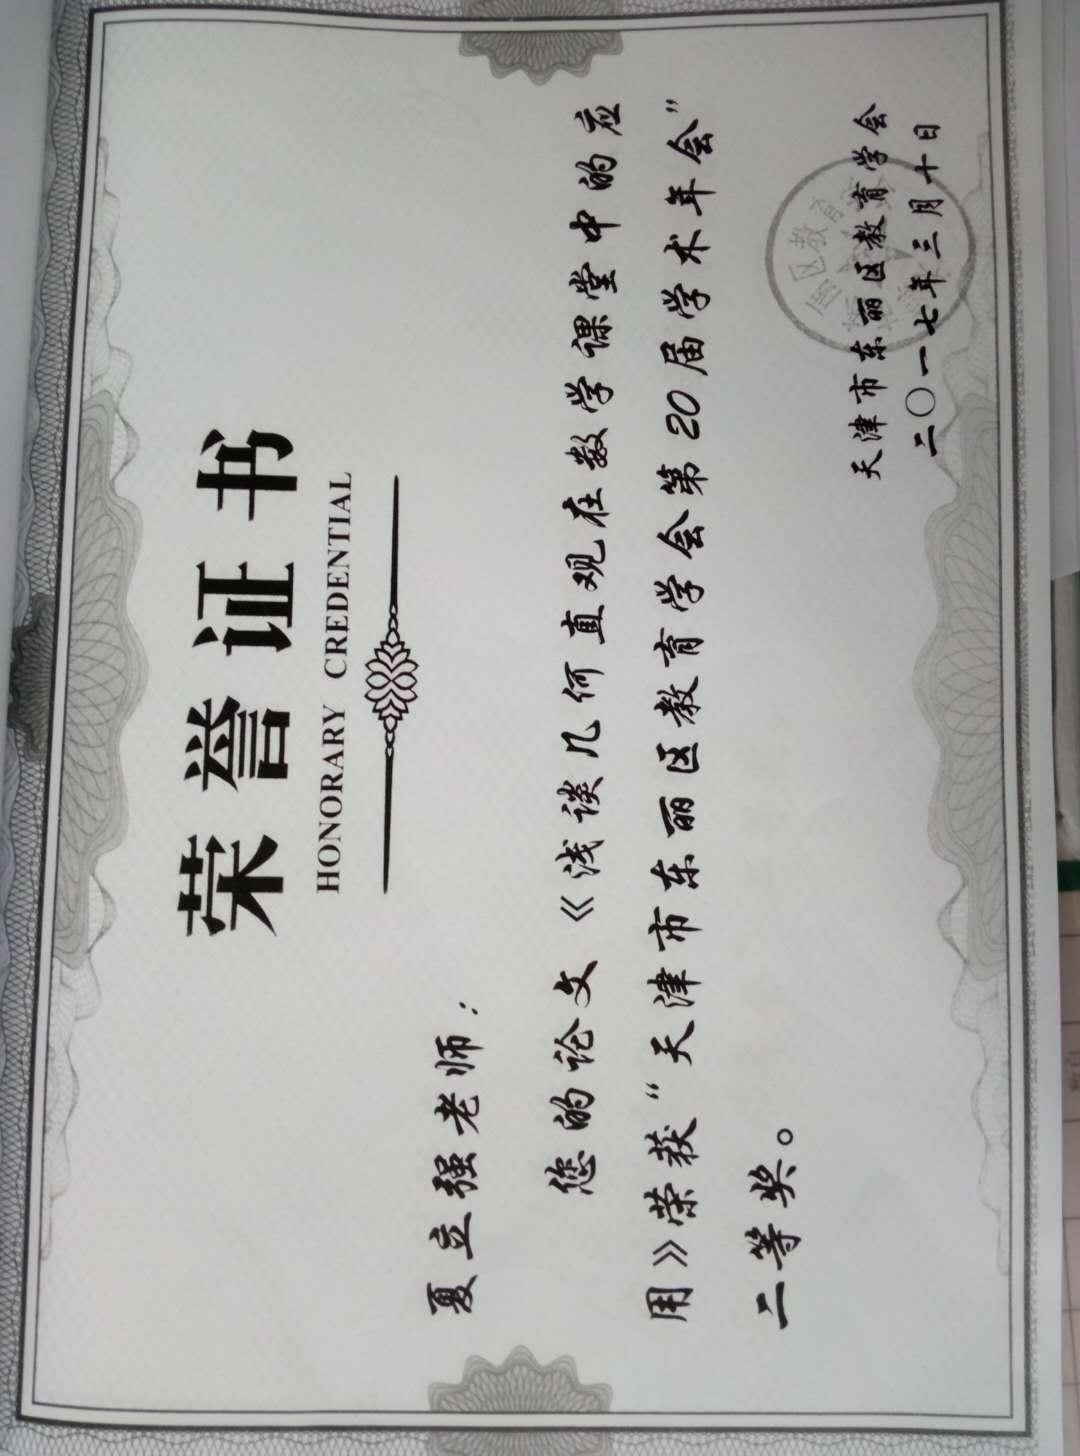 荣誉证书
HONORARY CREDENTIAL
夏立强老师：
您的论文《浅谈几何直观在数学课堂中的应
用》荣获“天津市东丽区教育学会第20届学术年会”
二等奖。
天津市东丽区教育学会
二〇一七年三月十日